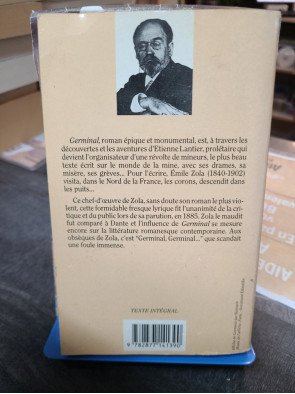 Germinal, roman épique et monumental, est, à travers les
découvertes et les aventures d'Etienne Lantier, prolétaire qui
devient l'organisateur d'une révolte de mineurs, le plus beau
texte écrit sur le monde de la mine, avec ses drames, sa
misère, ses grèves... Pour l'écrire, Émile Zola (1840-1902)
visita, dans le Nord de la France, les corons, descendit dans
les puits...
Ce chef-d'œuvre de Zola, sans doute son roman le plus vio-
lent, cette formidable fresque lyrique fit l'unanimité de la cri-
tique et du public lors de sa parution, en 1885. Zola le maudit
fut comparé à Dante et l'influence de Germinal se mesure
encore sur la littérature romanesque contemporaine. Aux
obsèques de Zola, c'est "Germinal, Germinal..." que scandait
une foule immense.
TEXTE INTÉGRAL
9 782877 141390